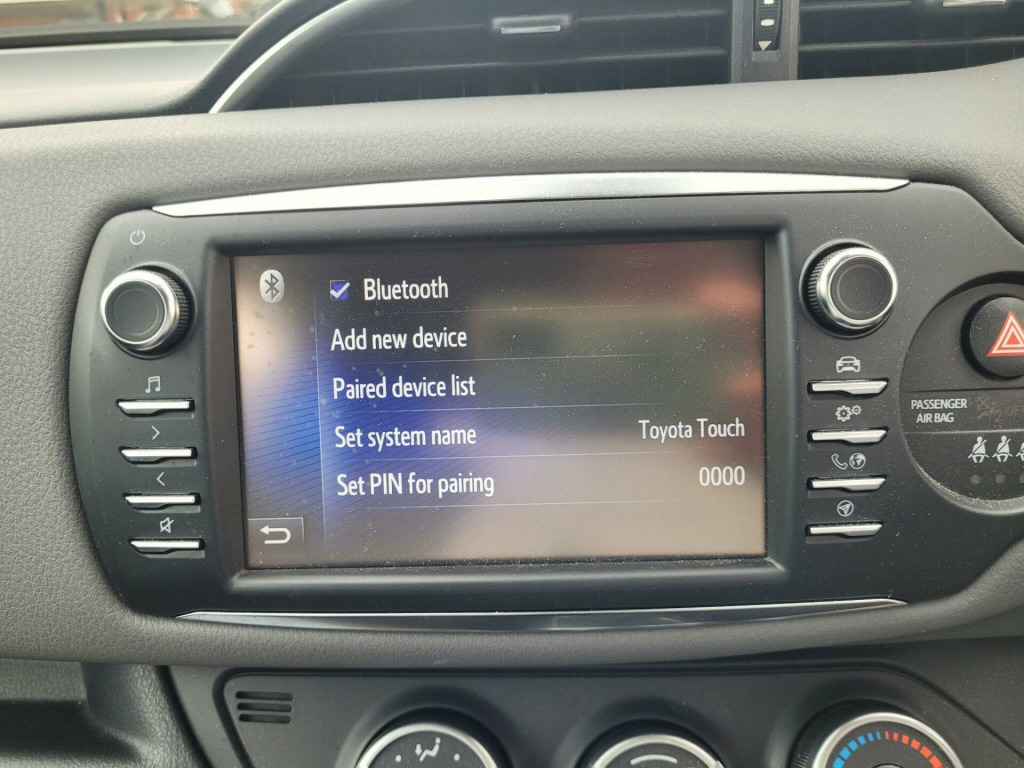 Bluetooth
Add new device
Paired device list
Set system name Toyota Touch
Set PIN for pairing 0000
PASSENGER
AIR BAG
OFF